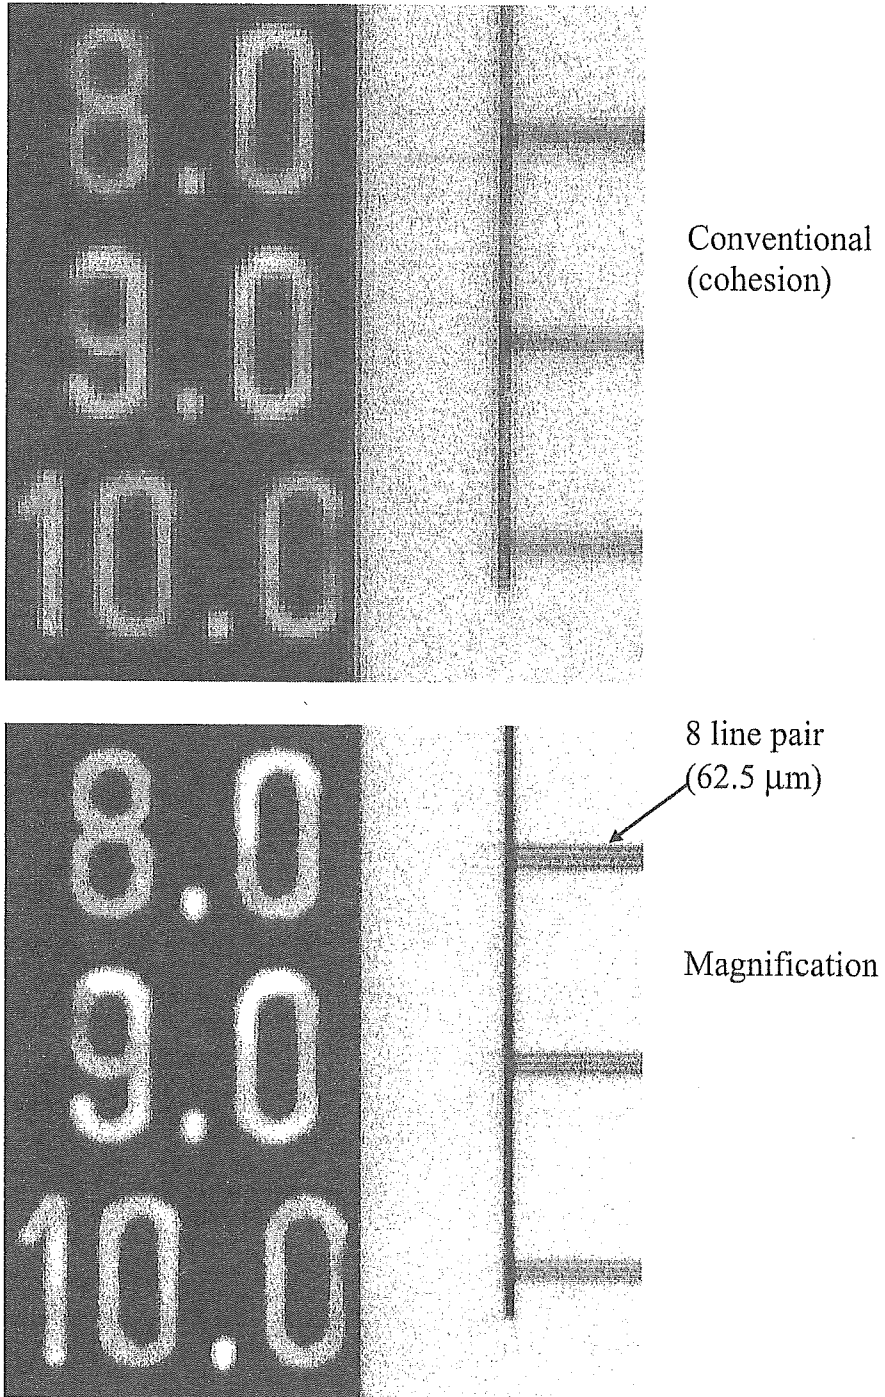 8.0
9.0
10.0
Conventional
(cohesion)
8 line pair
(62.5 μm)
8.0
9.0
10.0
Magnification